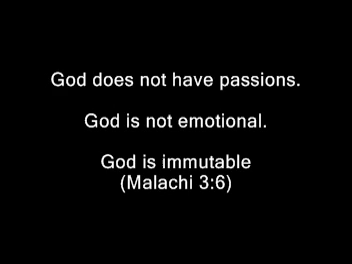 God does not have passions.
God is not emotional.
God is immutable
(Malachi 3:6)